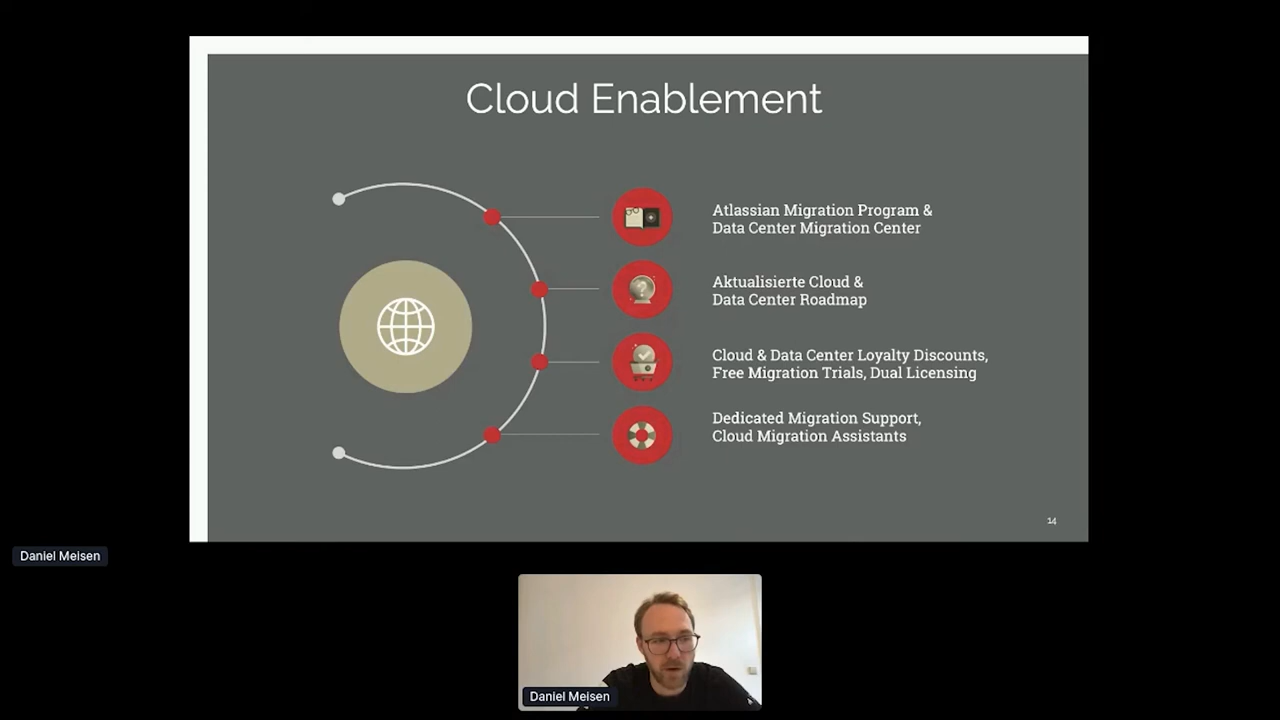 Cloud Enablement
Atlassian Migration Program &
Data Center Migration Center
Aktualisierte Cloud &
Data Center Roadmap
Cloud & Data Center Loyalty Discounts,
Free Migration Trials, Dual Licensing
Dedicated Migration Support,
Cloud Migration Assistants
14
Daniel Meisen
Daniel Meisen